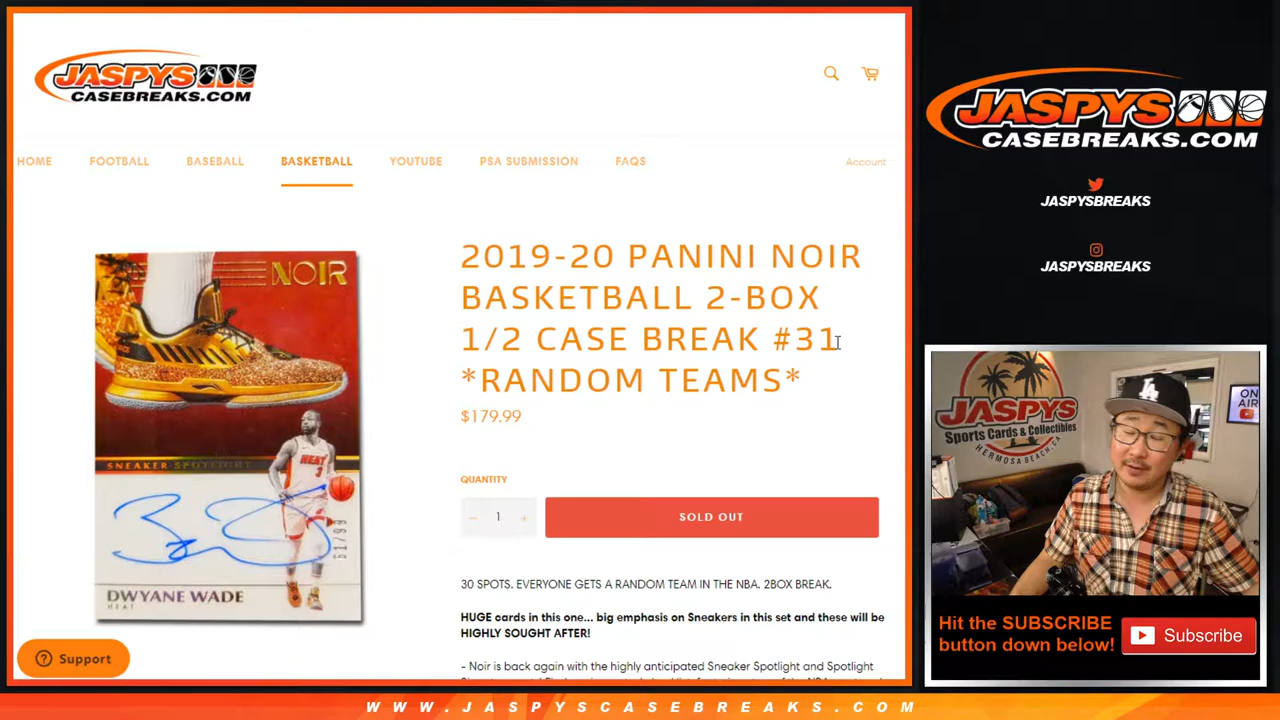 JASPYS
CASEBREAKS.COM
HOME FOOTBALL BASEBALL BASKETBALL YOUTUBE PSA SUBMISSION FAQS Account
NOIR
SNEAKER SPOTLIGHT
HEAT
3
51/99
DWYANE WADE
HEAT
2019-20 PANINI NOIR
BASKETBALL 2-BOX
1/2 CASE BREAK #31
*RANDOM TEAMS*
$179.99
QUANTITY
− 1 +
SOLD OUT
30 SPOTS. EVERYONE GETS A RANDOM TEAM IN THE NBA. 2BOX BREAK.
HUGE cards in this one... big emphasis on Sneakers in this set and these will be
HIGHLY SOUGHT AFTER!
- Noir is back again with the highly anticipated Sneaker Spotlight and Spotlight
Support
JASPYS
CASEBREAKS.COM
JASPYSBREAKS
JASPYSBREAKS
JASPYS
Sports Cards & Collectibles
HERMOSA BEACH, CA
LA
ON
AIR
Hit the SUBSCRIBE
button down below!
Subscribe
WWW.JASPYSCASEBREAKS.COM